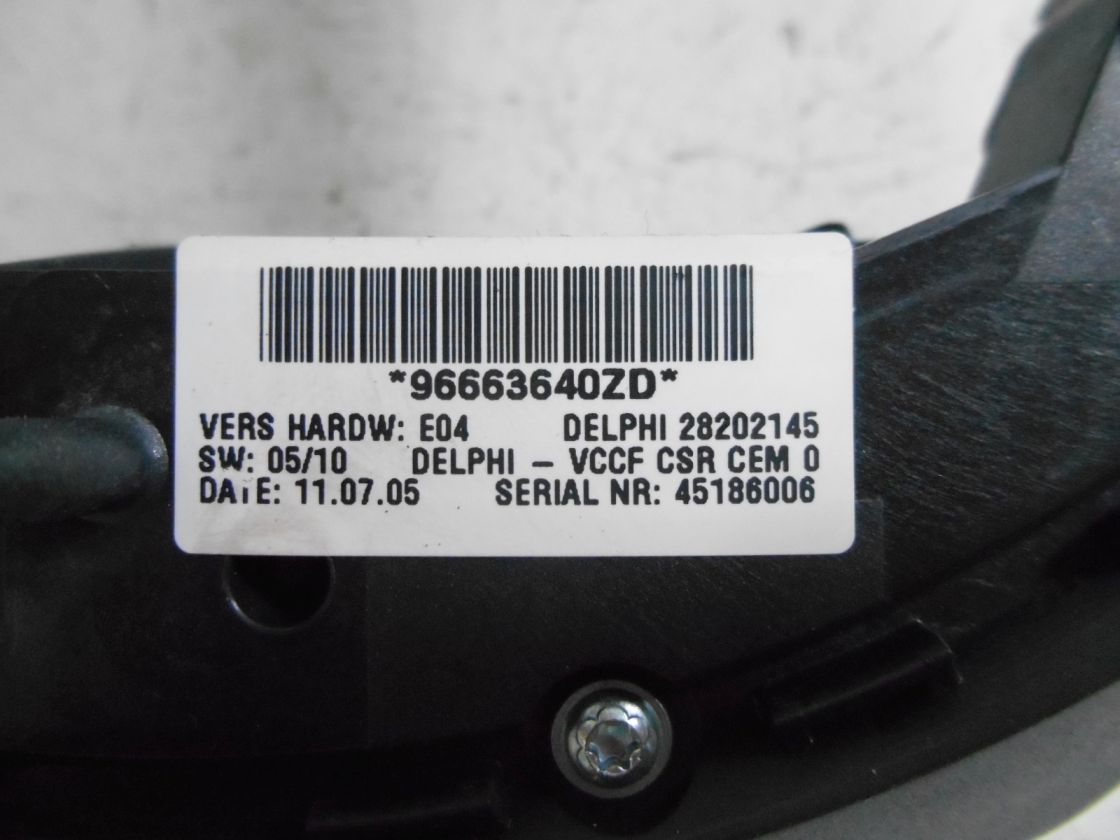 *96663640ZD*
VERS HARDW: E04 DELPHI 28202145
SW: 05/10 DELPHI - VCCF CSR CEM 0
DATE: 11.07.05 SERIAL NR: 45186006